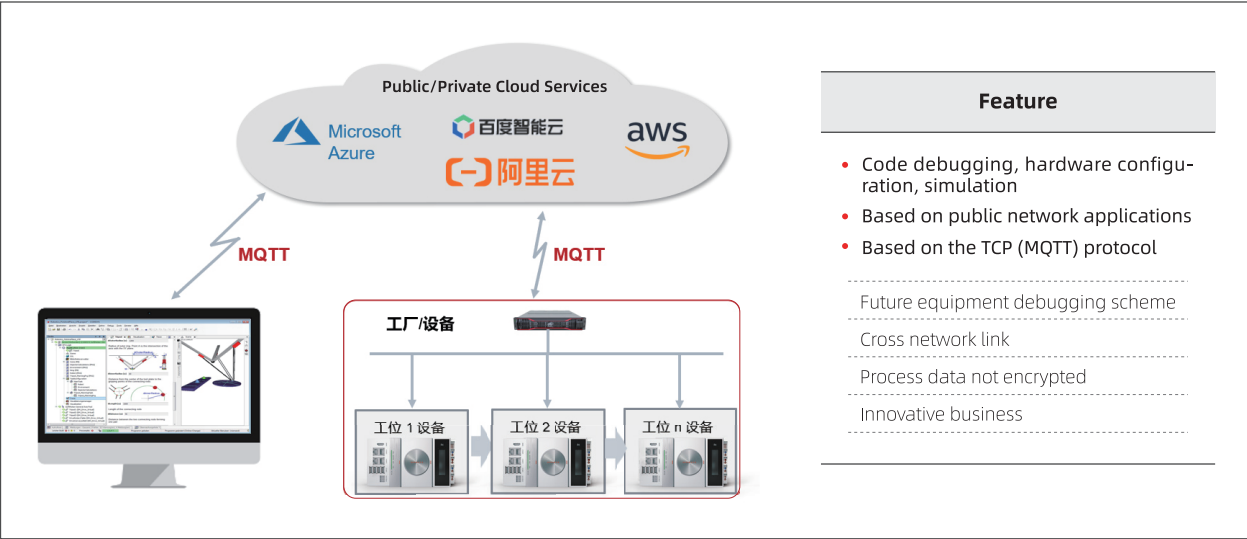 Public/Private Cloud Services
Microsoft
Azure
百度智能云
阿里云
aws
MQTT
MQTT
工厂/设备
工位 1 设备
工位 2 设备
工位 n 设备
Feature
Code debugging, hardware configu-
ration, simulation
Based on public network applications
Based on the TCP (MQTT) protocol
Future equipment debugging scheme
Cross network link
Process data not encrypted
Innovative business